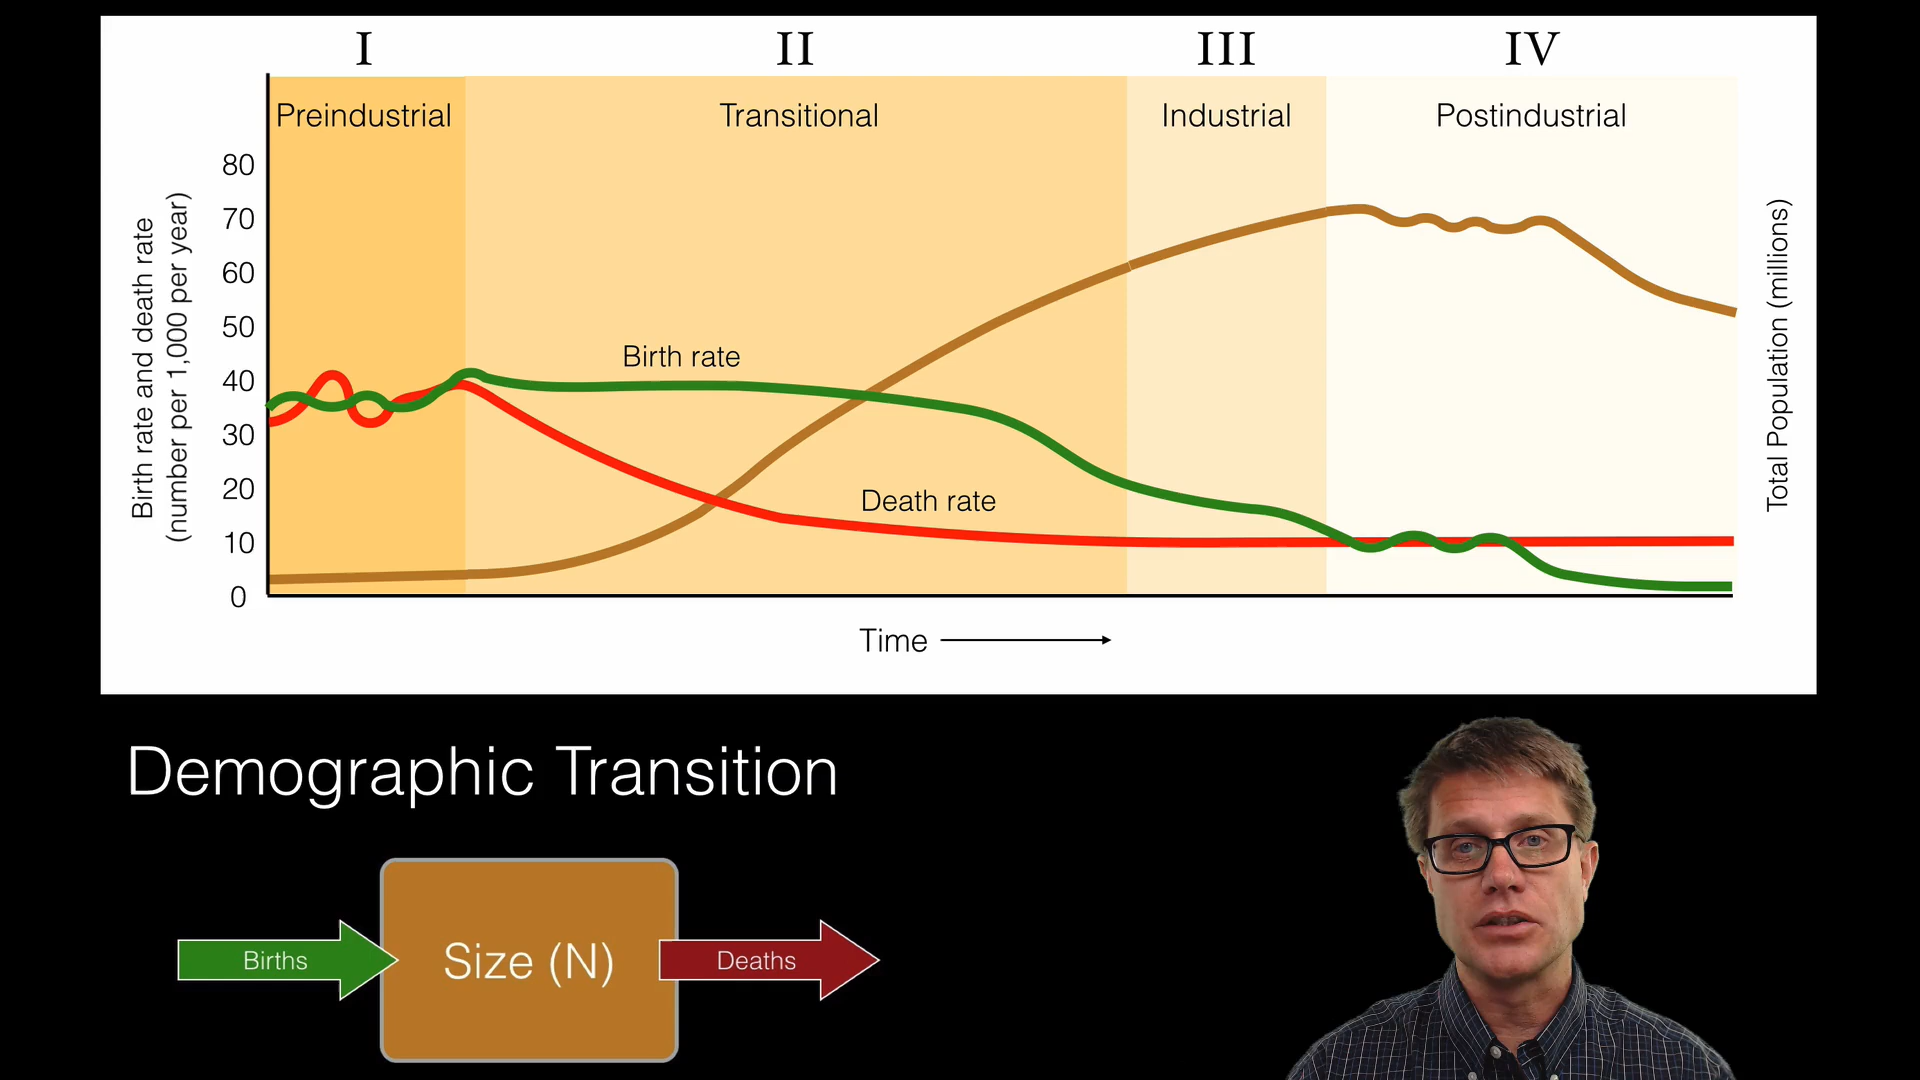 I II III IV
Preindustrial Transitional Industrial Postindustrial
80
70
60
50
40
30
20
10
0
Birth rate and death rate
(number per 1,000 per year)
Total Population (millions)
Birth rate
Death rate
Time
Demographic Transition
Births
Size (N)
Deaths